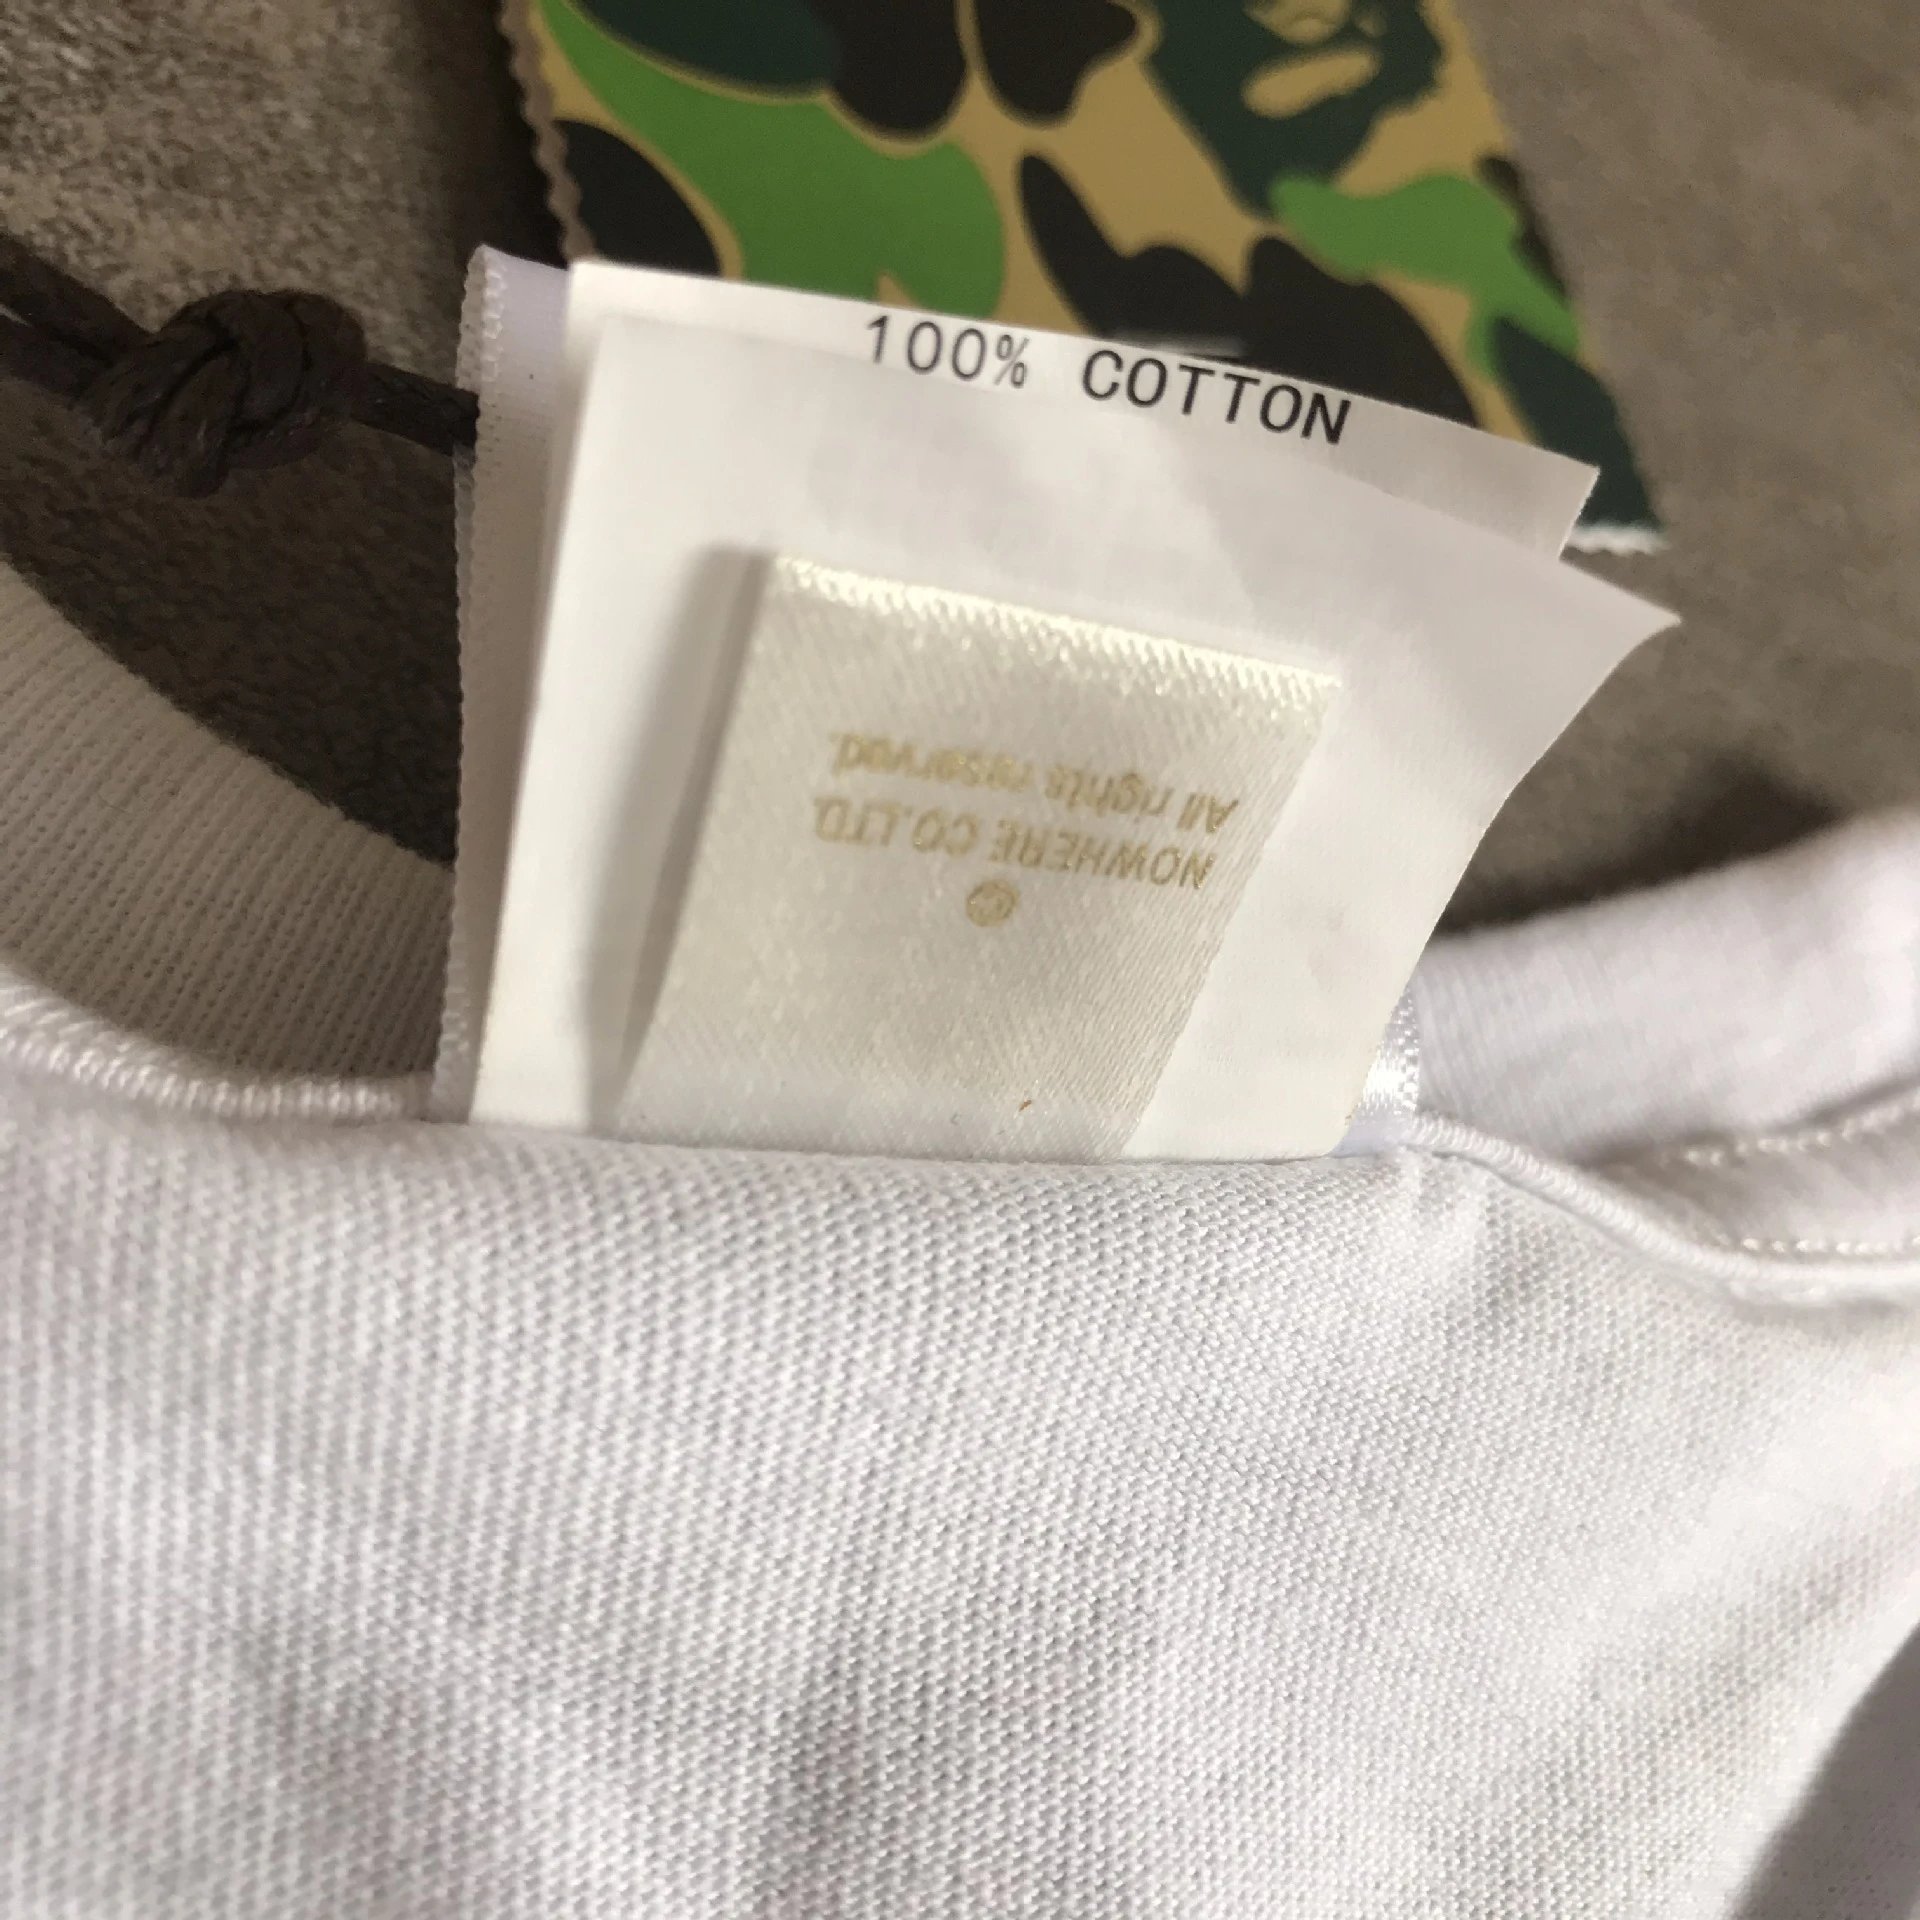 100% COTTON
©
NOWHERE CO.LTD.
All rights reserved.